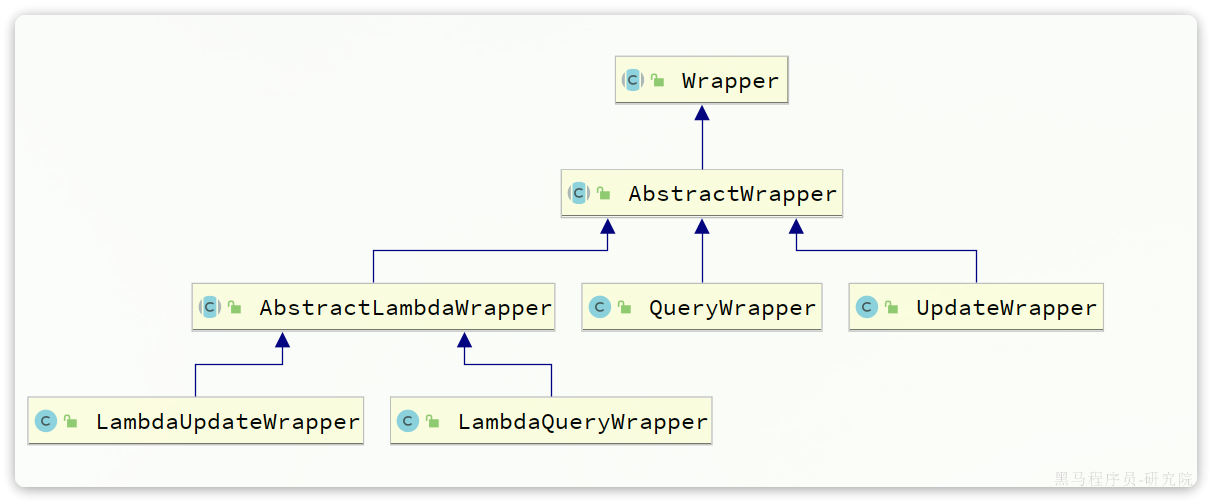 Wrapper
AbstractWrapper
AbstractLambdaWrapper
QueryWrapper
UpdateWrapper
LambdaUpdateWrapper
LambdaQueryWrapper
黑马程序员-研究院